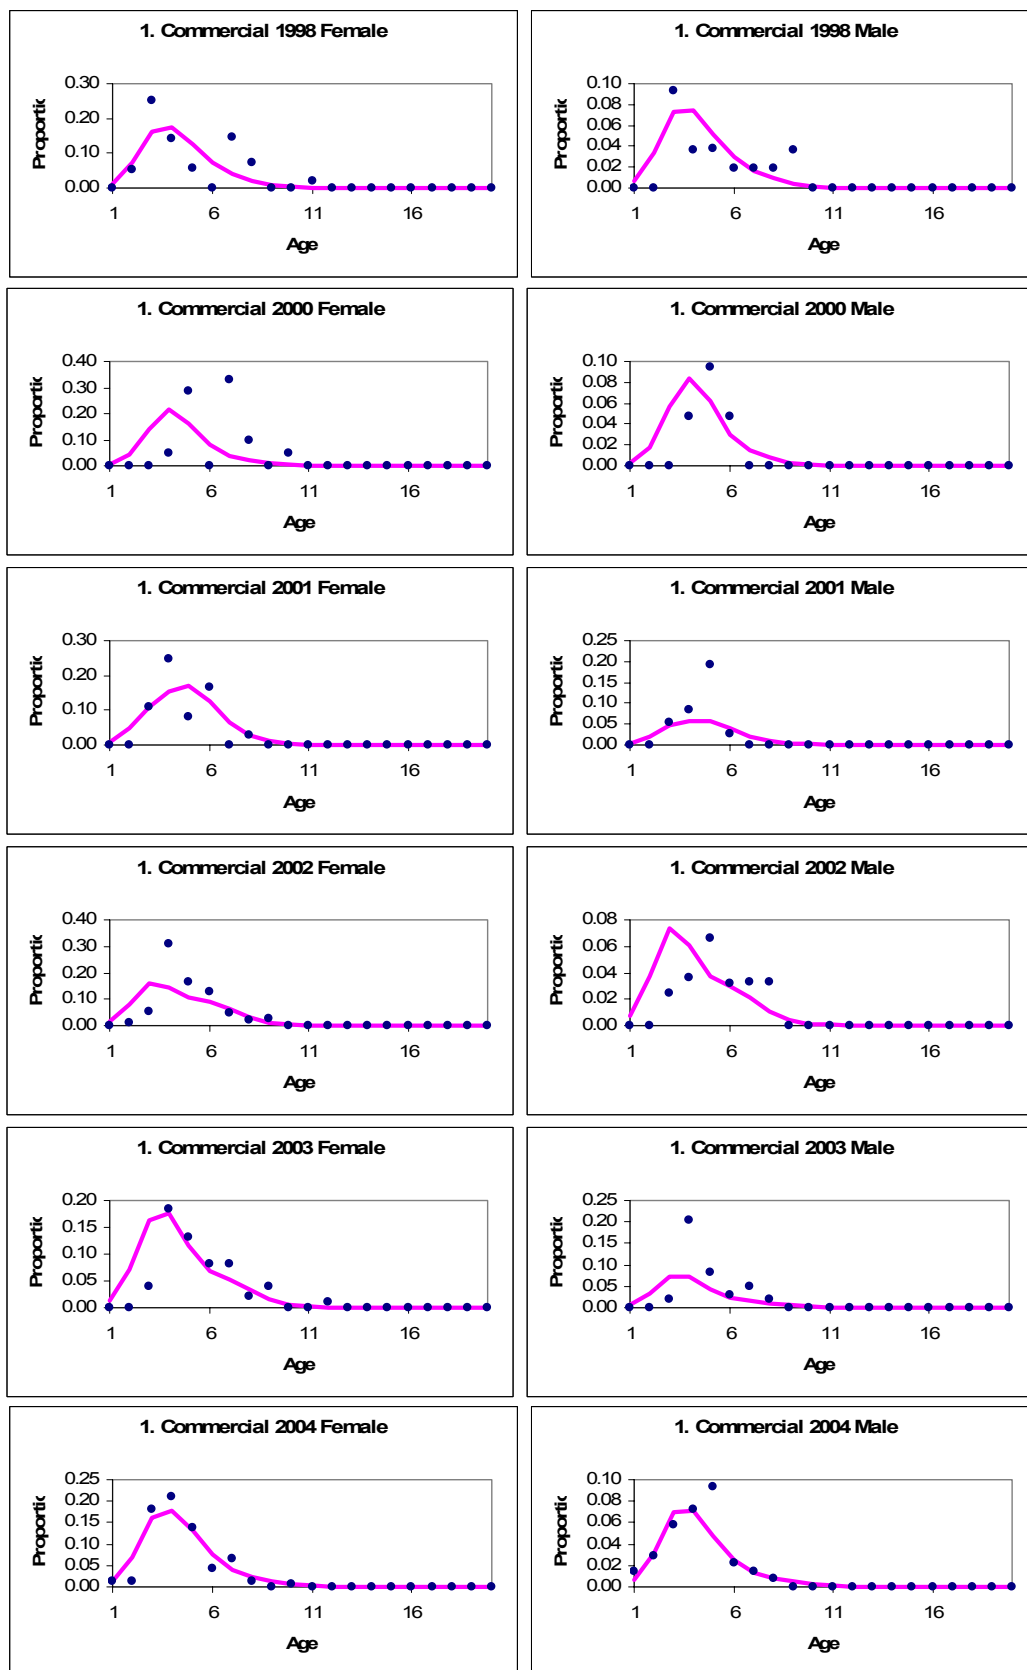 1. Commercial 1998 Female
0.30
0.20
0.10
0.00
Proportic
1 6 11 16
Age
1. Commercial 1998 Male
0.10
0.08
0.06
0.04
0.02
0.00
Proportic
1 6 11 16
Age
1. Commercial 2000 Female
0.40
0.30
0.20
0.10
0.00
Proportic
1 6 11 16
Age
1. Commercial 2000 Male
0.10
0.08
0.06
0.04
0.02
0.00
Proportic
1 6 11 16
Age
1. Commercial 2001 Female
0.30
0.20
0.10
0.00
Proportic
1 6 11 16
Age
1. Commercial 2001 Male
0.25
0.20
0.15
0.10
0.05
0.00
Proportic
1 6 11 16
Age
1. Commercial 2002 Female
0.40
0.30
0.20
0.10
0.00
Proportic
1 6 11 16
Age
1. Commercial 2002 Male
0.08
0.06
0.04
0.02
0.00
Proportic
1 6 11 16
Age
1. Commercial 2003 Female
0.20
0.15
0.10
0.05
0.00
Proportic
1 6 11 16
Age
1. Commercial 2003 Male
0.25
0.20
0.15
0.10
0.05
0.00
Proportic
1 6 11 16
Age
1. Commercial 2004 Female
0.25
0.20
0.15
0.10
0.05
0.00
Proportic
1 6 11 16
Age
1. Commercial 2004 Male
0.10
0.08
0.06
0.04
0.02
0.00
Proportic
1 6 11 16
Age